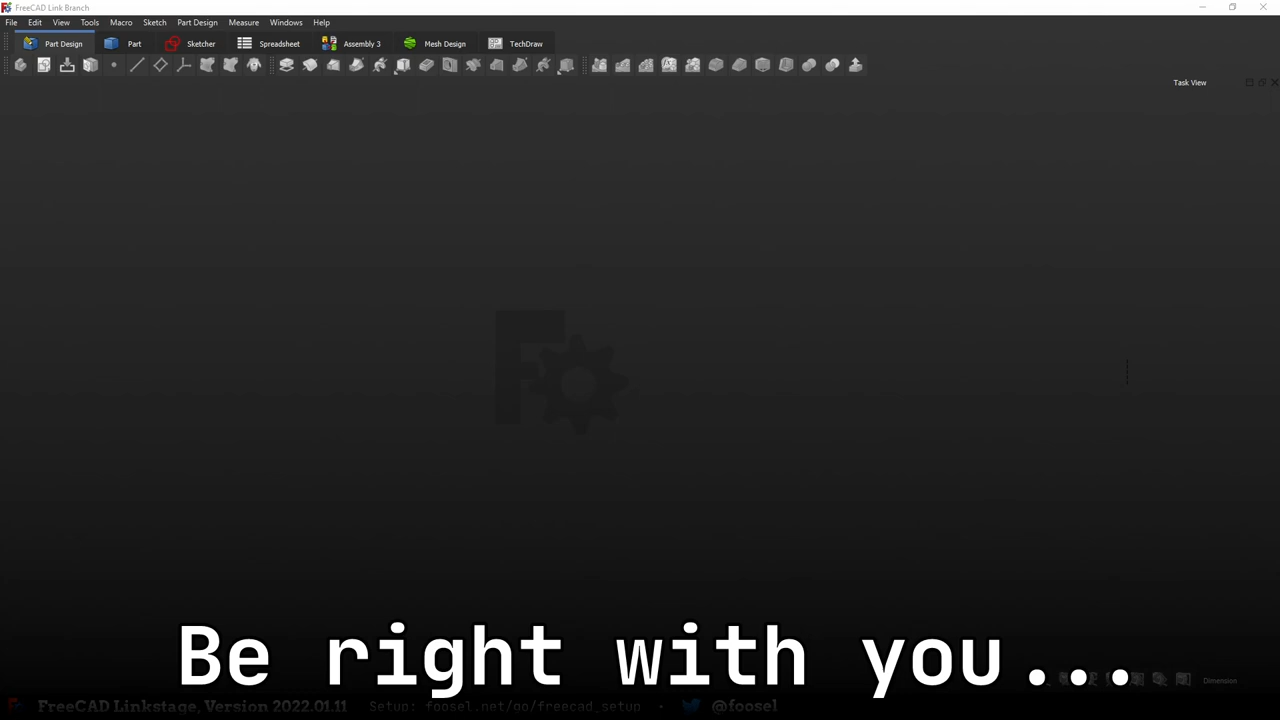 FreeCAD Link Branch
File Edit View Tools Macro Sketch Part Design Measure Windows Help
Part Design Part Sketcher Spreadsheet Assembly 3 Mesh Design TechDraw
Task View
Be right with you...
Dimension
FreeCAD Linkstage, Version 2022.01.11 Setup: foosel.net/go/freecad_setup • @foosel